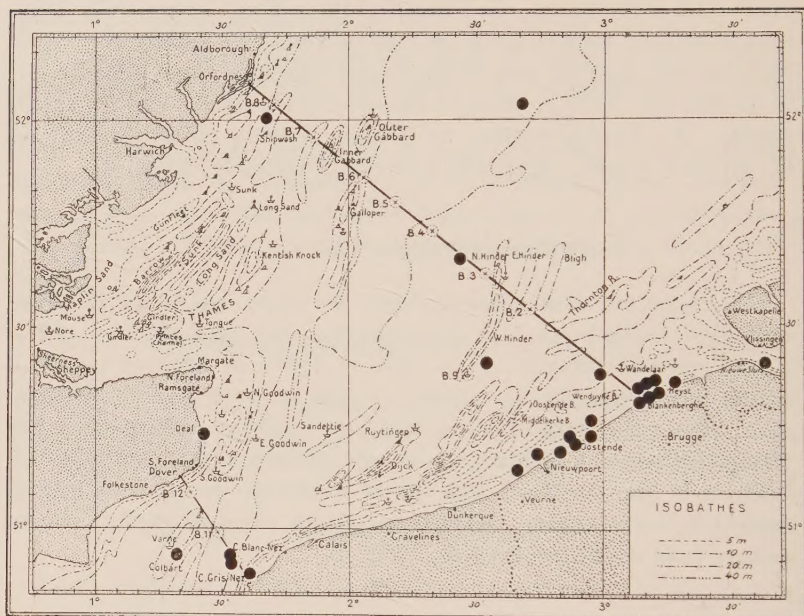 1° 30' 2° 30' 3° 30'
Aldborough
Orfordness
B.8
52°
52°
Shipwash
B.7
Outer
Gabbard
Inner
Gabbard
Harwich
B.6
Sunk
Long Sand
B.5
Galloper
Gunfleet
B.4
Kentish Knock
N.Hinder E.Hinder
Bligh
Barrow
Sunk
Long Sand
B.3
Maplin Sand
Thornton R.
THAMES
B.2
Westkapelle
Mouse
Girdler
Tongue
30'
Nore
Girdler
Princes
Channel
30'
Vlissingen
W.Hinder
Sheerness
Sheppey
Margate
Wandelaar
N.Foreland
Ramsgate
B.9
Heyst
N.Goodwin
Wenduyne B.
Blankenberghe
Oostende B.
Sandettie
Ruytingen
Middelkerke B.
Deal
E.Goodwin
Brugge
Oostende
Dyck
S.Foreland
Dover
S.Goodwin
Nieuwpoort
Folkestone
B.12
Veurne
Dunkerque
ISOBATHES
51°
51°
B.11
Gravelines
Varne
C.Blanc-Nez
Calais
5 m
10 m
Colbart
20 m
C.Gris-Nez
40 m
1° 30' 2° 30' 3° 30'